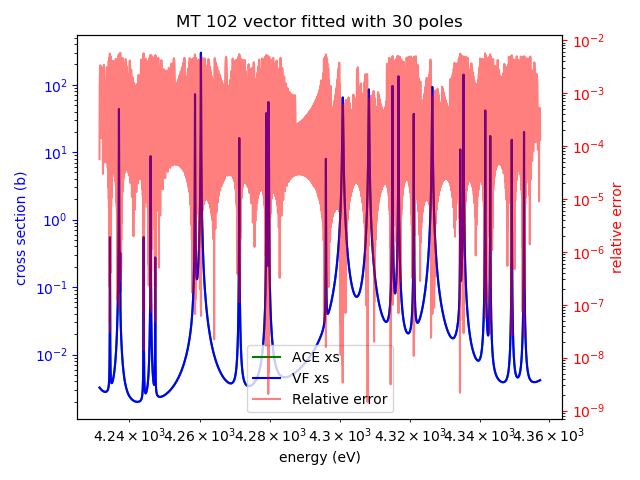 MT 102 vector fitted with 30 poles
cross section (b)
10²
10¹
10⁰
10⁻¹
10⁻²
10⁻²
10⁻³
10⁻⁴
10⁻⁵
10⁻⁶
10⁻⁷
10⁻⁸
10⁻⁹
relative error
ACE xs
VF xs
Relative error
4.24 × 10³ 4.26 × 10³ 4.28 × 10³ 4.3 × 10³ 4.32 × 10³ 4.34 × 10³ 4.36 × 10³
energy (eV)